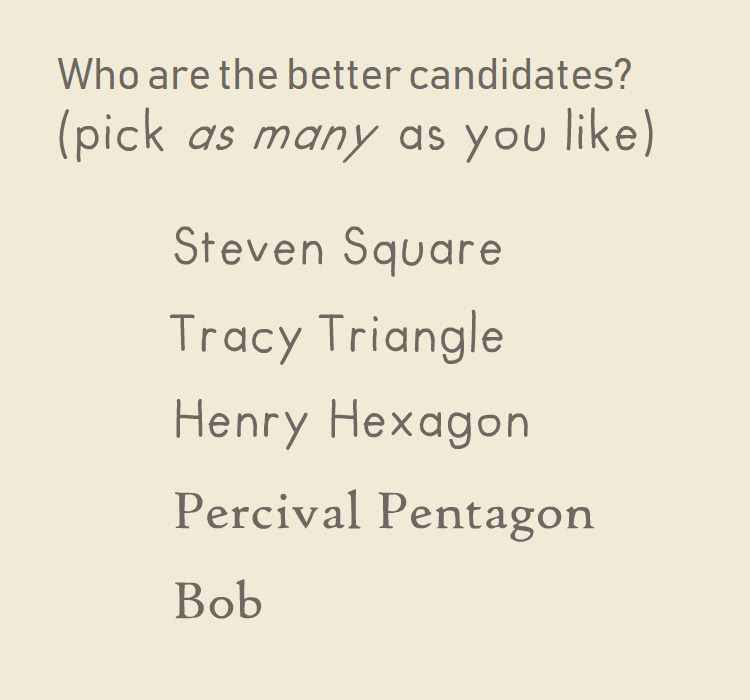 Who are the better candidates?
(pick as many as you like)
Steven Square
Tracy Triangle
Henry Hexagon
Percival Pentagon
Bob